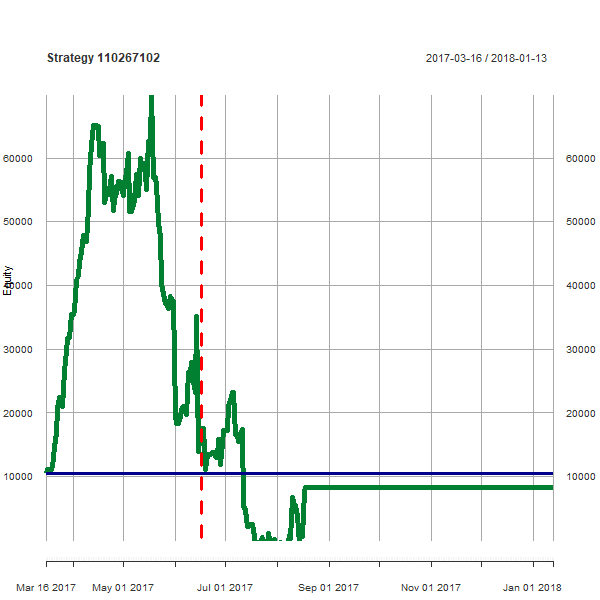 Strategy 110267102 2017-03-16 / 2018-01-13
60000 60000
50000 50000
40000 40000
Equity
30000 30000
20000 20000
10000 10000
Mar 16 2017 May 01 2017 Jul 01 2017 Sep 01 2017 Nov 01 2017 Jan 01 2018